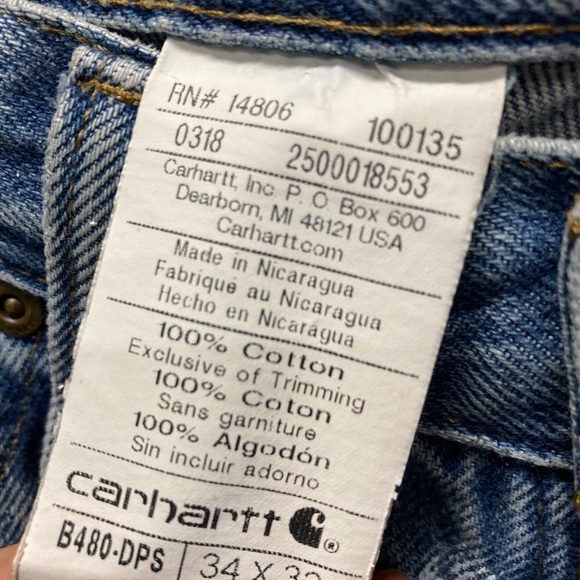 RN# 14806 100135
0318 2500018553
Carhartt, Inc. P. O. Box 600
Dearborn, MI 48121 USA
Carhartt.com
Made in Nicaragua
Fabriqué au Nicaragua
Hecho en Nicarágua
100% Cotton
Exclusive of Trimming
100% Coton
Sans garniture
100% Algodón
Sin incluir adorno
carhartt ®
B480-DPS 34 X 32